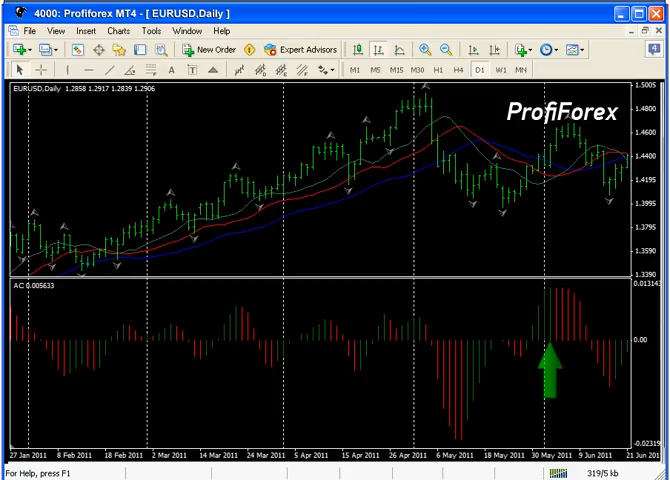 4000: Profiforex MT4 - [ EURUSD,Daily ]
File View Insert Charts Tools Window Help
New Order Expert Advisors 4
A T M1 M5 M15 M30 H1 H4 D1 W1 MN
EURUSD,Daily 1.2858 1.2917 1.2839 1.2906
ProfiForex
1.5005
1.4805
1.4600
1.4400
1.4195
1.3995
1.3795
1.3590
1.3390
AC 0.005633
0.013143
0.00
-0.02319
27 Jan 2011 8 Feb 2011 18 Feb 2011 2 Mar 2011 14 Mar 2011 24 Mar 2011 5 Apr 2011 14 Apr 2011 26 Apr 2011 6 May 2011 18 May 2011 30 May 2011 9 Jun 2011 21 Jun 2011
For Help, press F1 319/5 kb